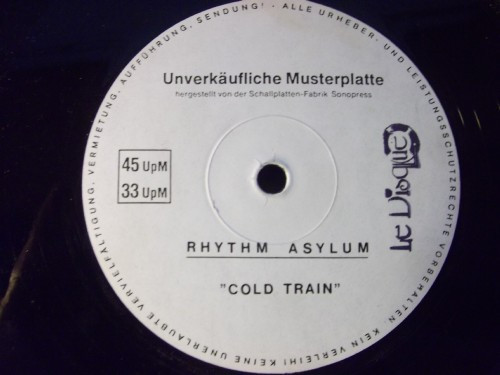 Unverkäufliche Musterplatte
hergestellt von der Schallplatten-Fabrik Sonopress
45 UpM
33 UpM
Le Disque
RHYTHM ASYLUM
"COLD TRAIN"
ALLE URHEBER- UND LEISTUNGSSCHUTZRECHTE VORBEHALTEN. KEIN VERLEIH! KEINE UNERLAUBTE VERVIELFÄLTIGUNG, VERMIETUNG, AUFFÜHRUNG, SENDUNG! -